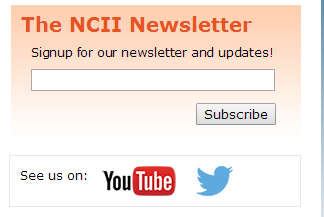 The NCII Newsletter
Signup for our newsletter and updates!
Subscribe
See us on: YouTube